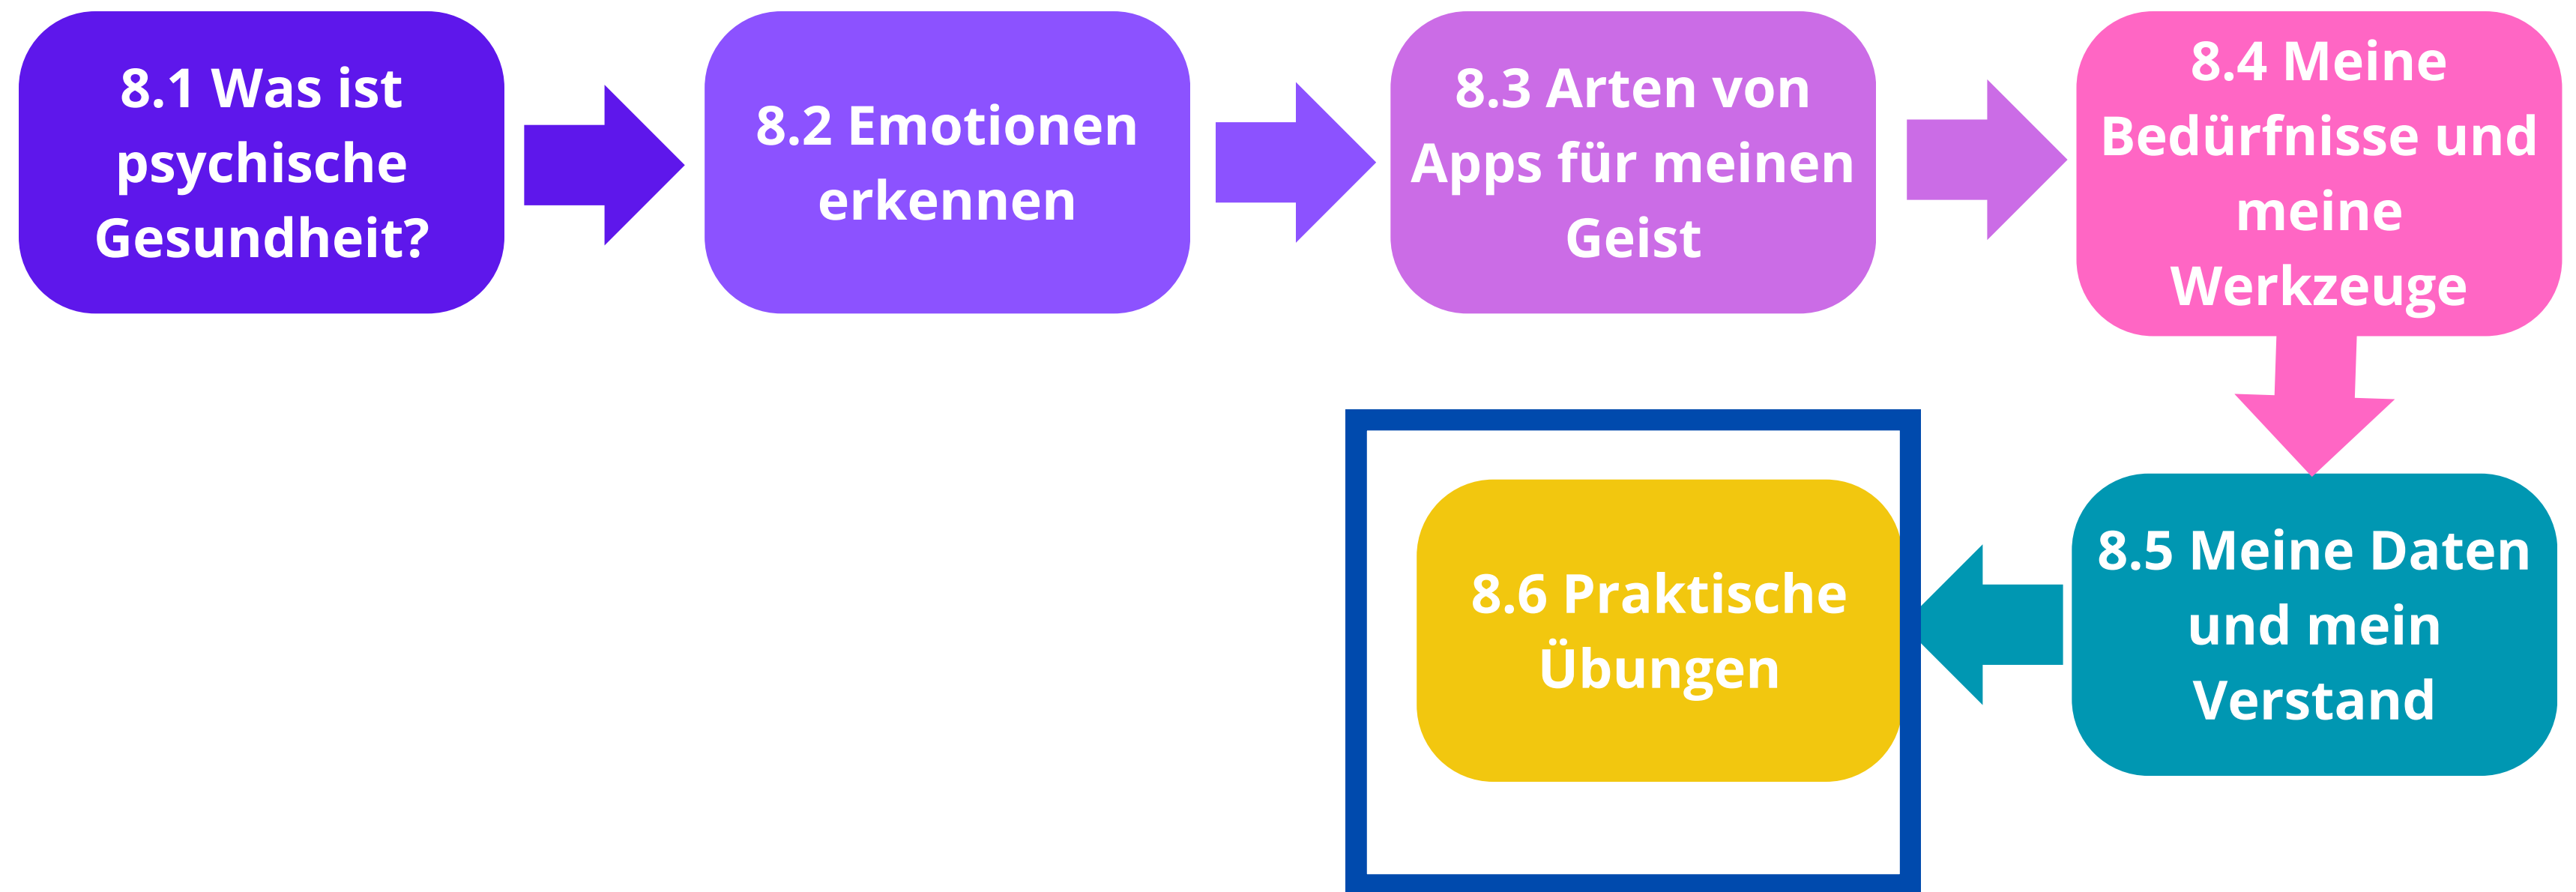 8.1 Was ist
psychische
Gesundheit?
8.2 Emotionen
erkennen
8.3 Arten von
Apps für meinen
Geist
8.4 Meine
Bedürfnisse und
meine
Werkzeuge
8.5 Meine Daten
und mein
Verstand
8.6 Praktische
Übungen